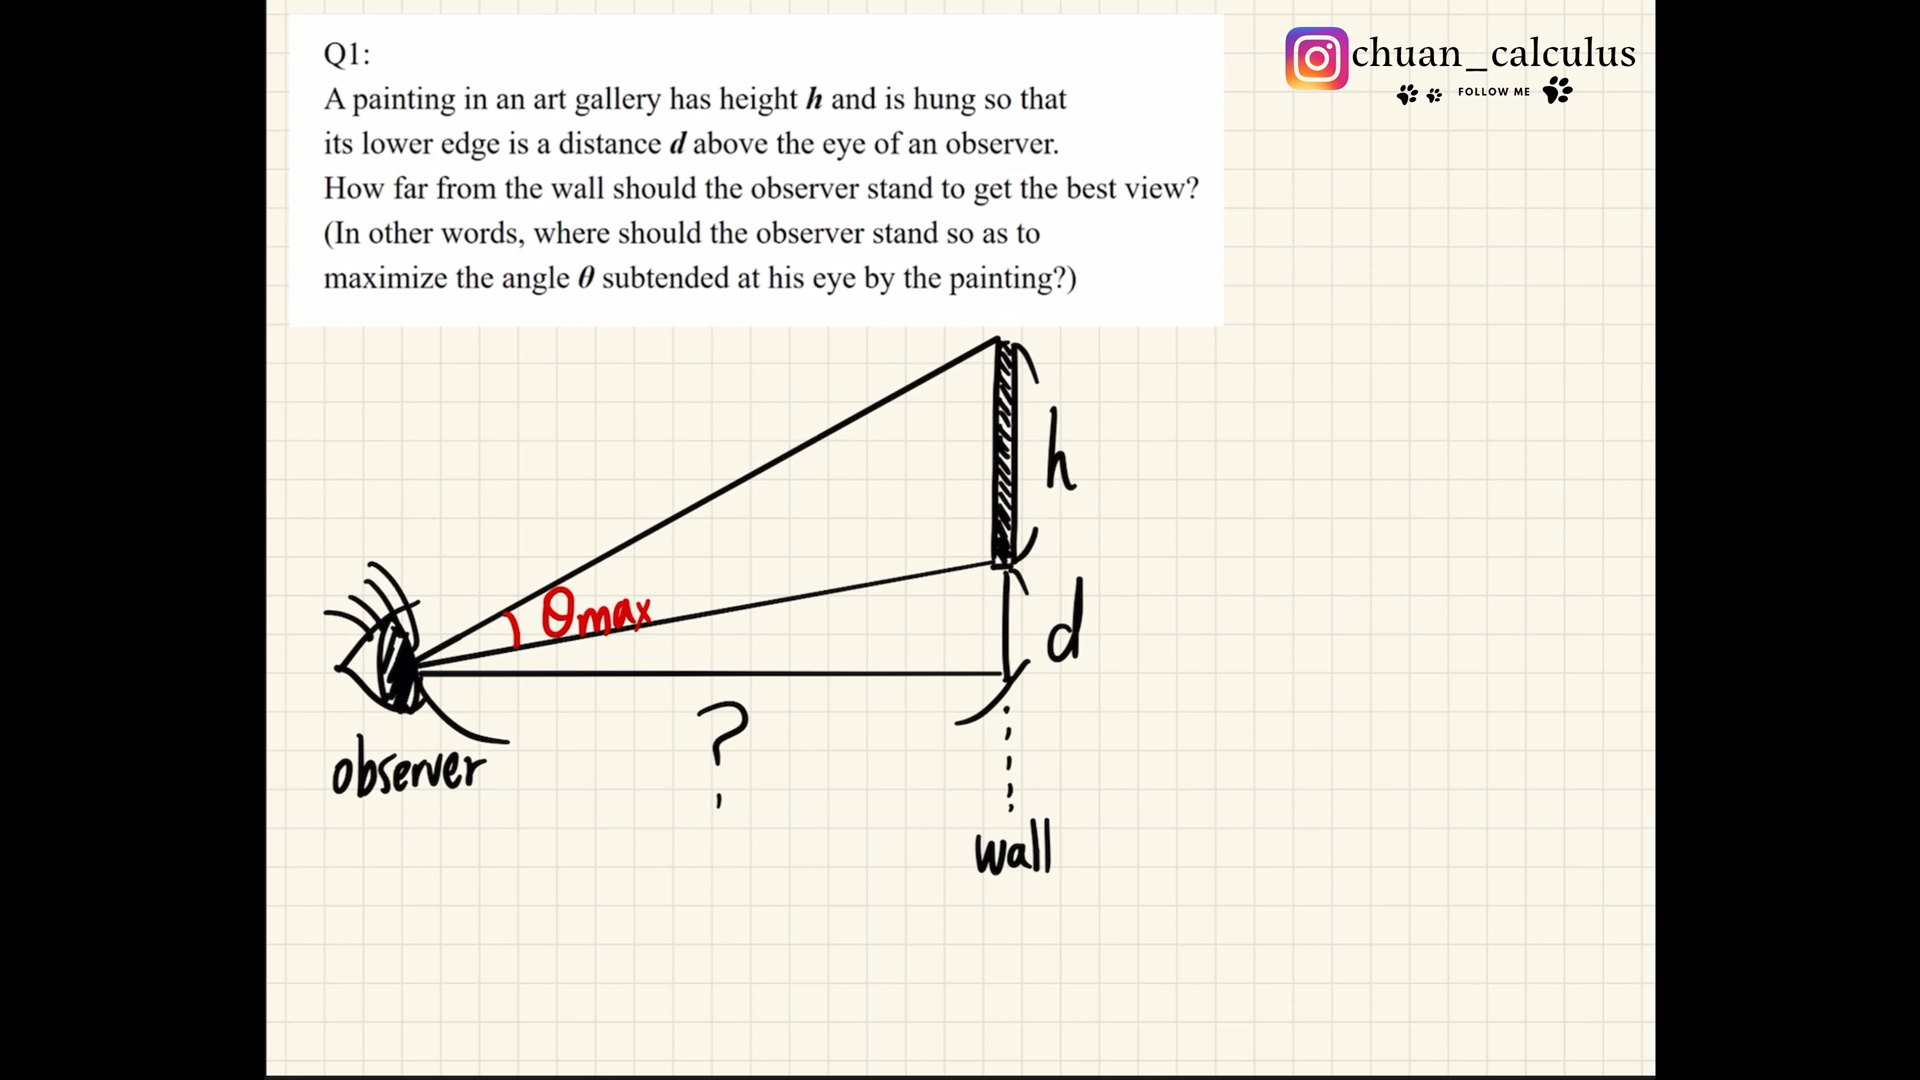 Q1:
A painting in an art gallery has height h and is hung so that
its lower edge is a distance d above the eye of an observer.
How far from the wall should the observer stand to get the best view?
(In other words, where should the observer stand so as to
maximize the angle θ subtended at his eye by the painting?)
chuan_calculus
FOLLOW ME
h
θmax
d
?
observer
wall